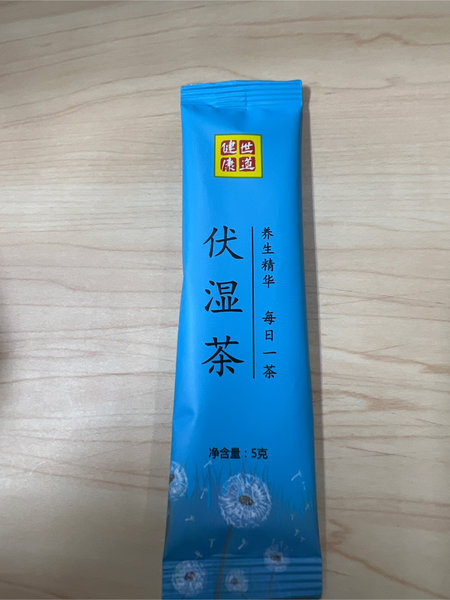 世道
健康
伏湿茶
养生精华 每日一茶
净含量：5克